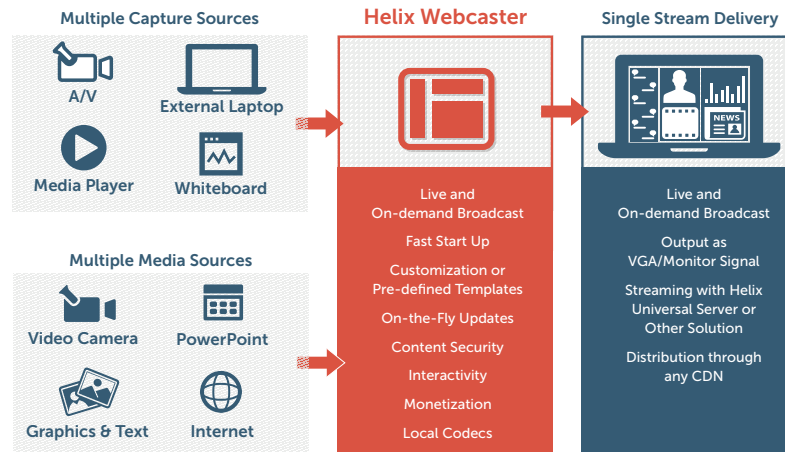 Multiple Capture Sources
A/V
External Laptop
Media Player
Whiteboard
Multiple Media Sources
Video Camera
PowerPoint
Graphics & Text
Internet
Helix Webcaster
Live and
On-demand Broadcast
Fast Start Up
Customization or
Pre-defined Templates
On-the-Fly Updates
Content Security
Interactivity
Monetization
Local Codecs
Single Stream Delivery
NEWS
Live and
On-demand Broadcast
Output as
VGA/Monitor Signal
Streaming with Helix
Universal Server or
Other Solution
Distribution through
any CDN